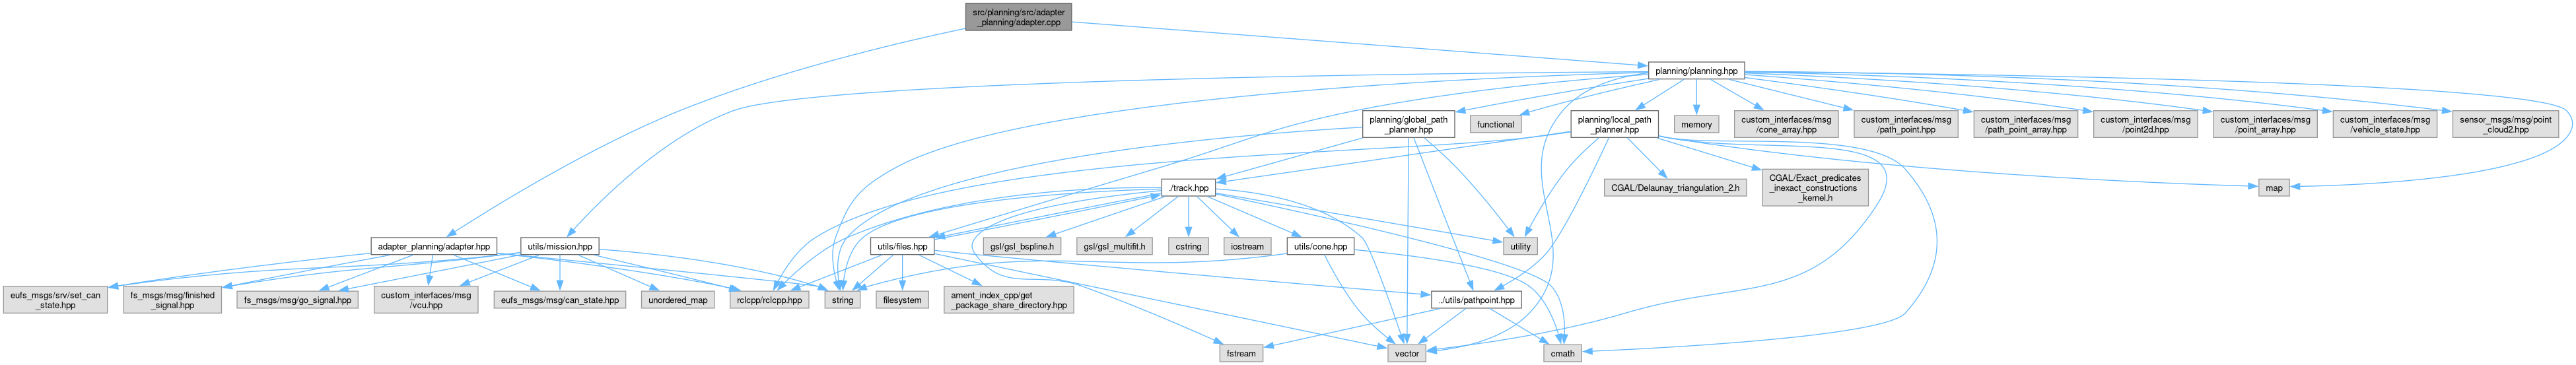 src/planning/src/adapter
_planning/adapter.cpp
planning/planning.hpp
planning/global_path
_planner.hpp
functional
planning/local_path
_planner.hpp
memory
custom_interfaces/msg
/cone_array.hpp
custom_interfaces/msg
/path_point.hpp
custom_interfaces/msg
/path_point_array.hpp
custom_interfaces/msg
/point2d.hpp
custom_interfaces/msg
/point_array.hpp
custom_interfaces/msg
/vehicle_state.hpp
sensor_msgs/msg/point
_cloud2.hpp
./track.hpp
CGAL/Delaunay_triangulation_2.h
CGAL/Exact_predicates
_inexact_constructions
_kernel.h
map
adapter_planning/adapter.hpp
utils/mission.hpp
utils/files.hpp
gsl/gsl_bspline.h
gsl/gsl_multifit.h
cstring
iostream
utils/cone.hpp
utility
eufs_msgs/srv/set_can
_state.hpp
fs_msgs/msg/finished
_signal.hpp
fs_msgs/msg/go_signal.hpp
custom_interfaces/msg
/vcu.hpp
eufs_msgs/msg/can_state.hpp
unordered_map
rclcpp/rclcpp.hpp
string
filesystem
ament_index_cpp/get
_package_share_directory.hpp
./utils/pathpoint.hpp
fstream
vector
cmath